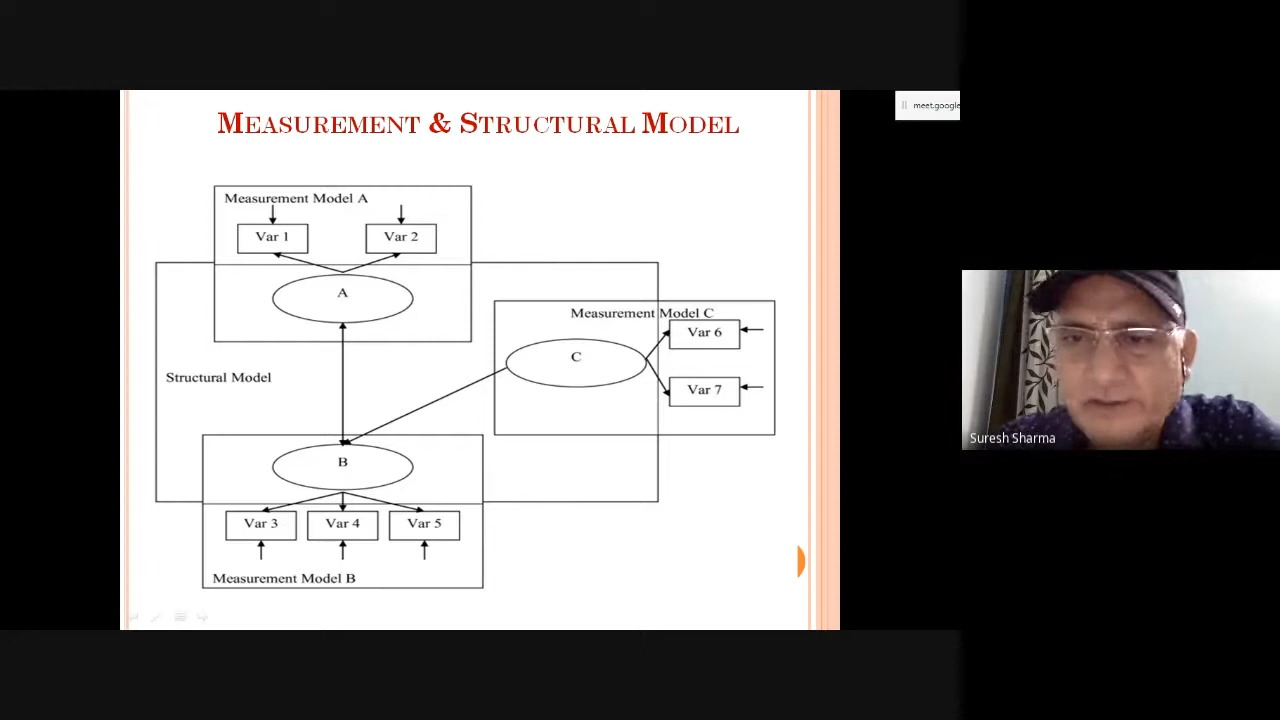 MEASUREMENT & STRUCTURAL MODEL
meet.google
Measurement Model A
Var 1
Var 2
A
Measurement Model C
Var 6
C
Structural Model
Var 7
B
Var 3
Var 4
Var 5
Measurement Model B
Suresh Sharma